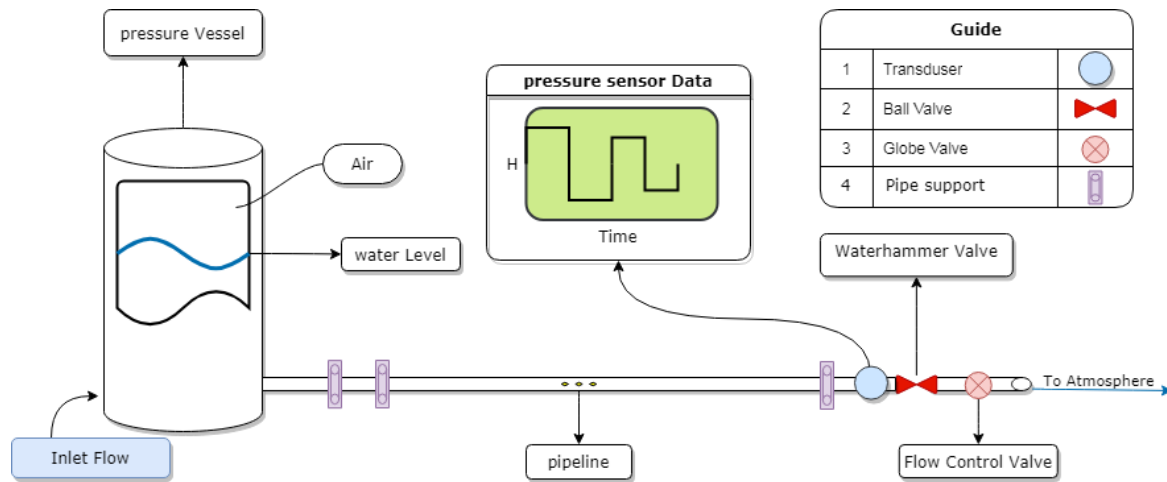 pressure Vessel
Guide
1 Transduser
2 Ball Valve
3 Globe Valve
4 Pipe support
pressure sensor Data
H
Time
Air
water Level
Waterhammer Valve
To Atmosphere
Inlet Flow
pipeline
Flow Control Valve